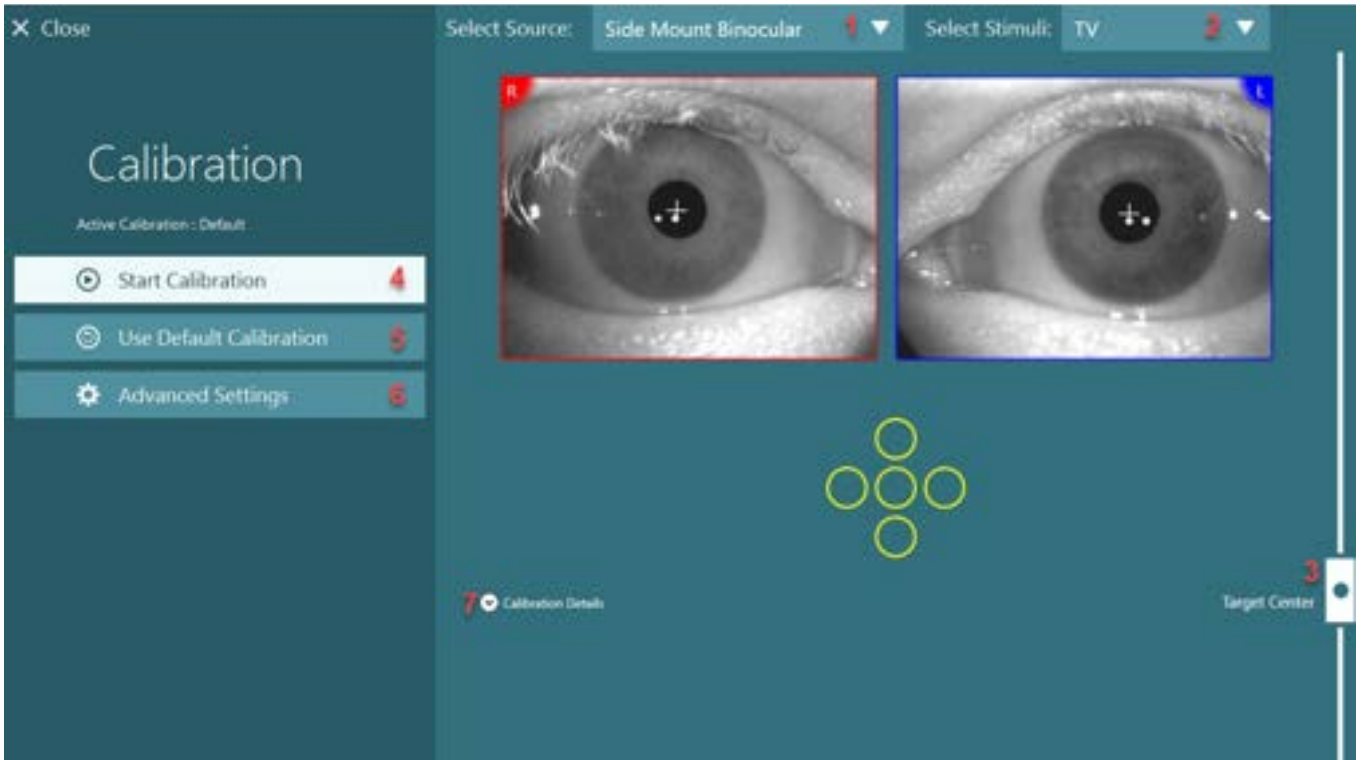 Close
Select Source: Side Mount Binocular 1 Select Stimuli: TV 2
R L
Calibration
Active Calibration : Default
Start Calibration 4
Use Default Calibration 5
Advanced Settings 6
3
7 Calibration Details
Target Center